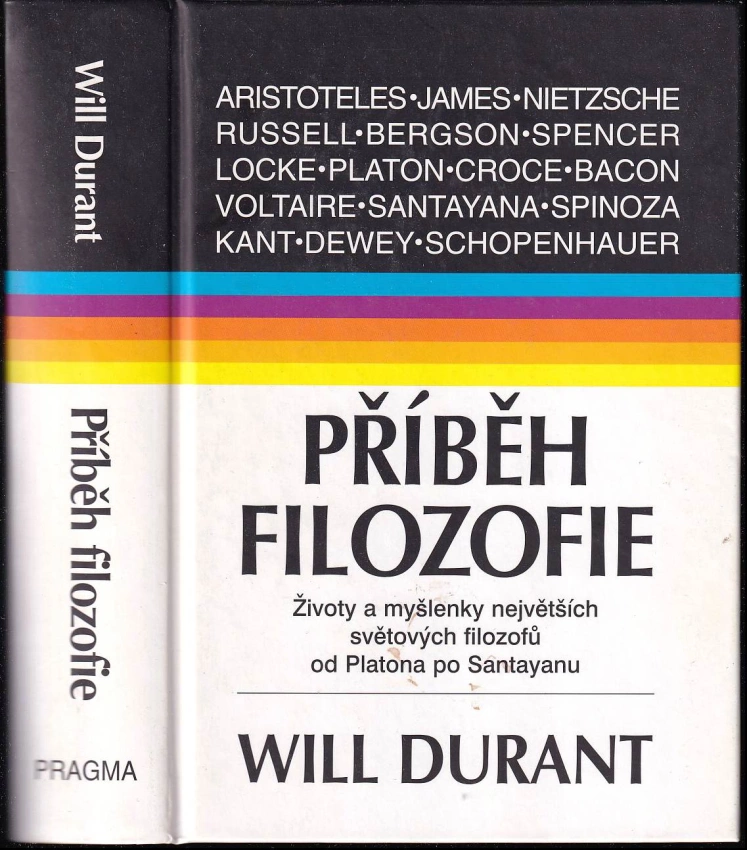 Will Durant
Příběh filozofie
PRAGMA
ARISTOTELES•JAMES•NIETZSCHE
RUSSELL•BERGSON•SPENCER
LOCKE•PLATON•CROCE•BACON
VOLTAIRE•SANTAYANA•SPINOZA
KANT•DEWEY•SCHOPENHAUER
PŘÍBĚH
FILOZOFIE
Životy a myšlenky největších
světových filozofů
od Platona po Santayanu
WILL DURANT